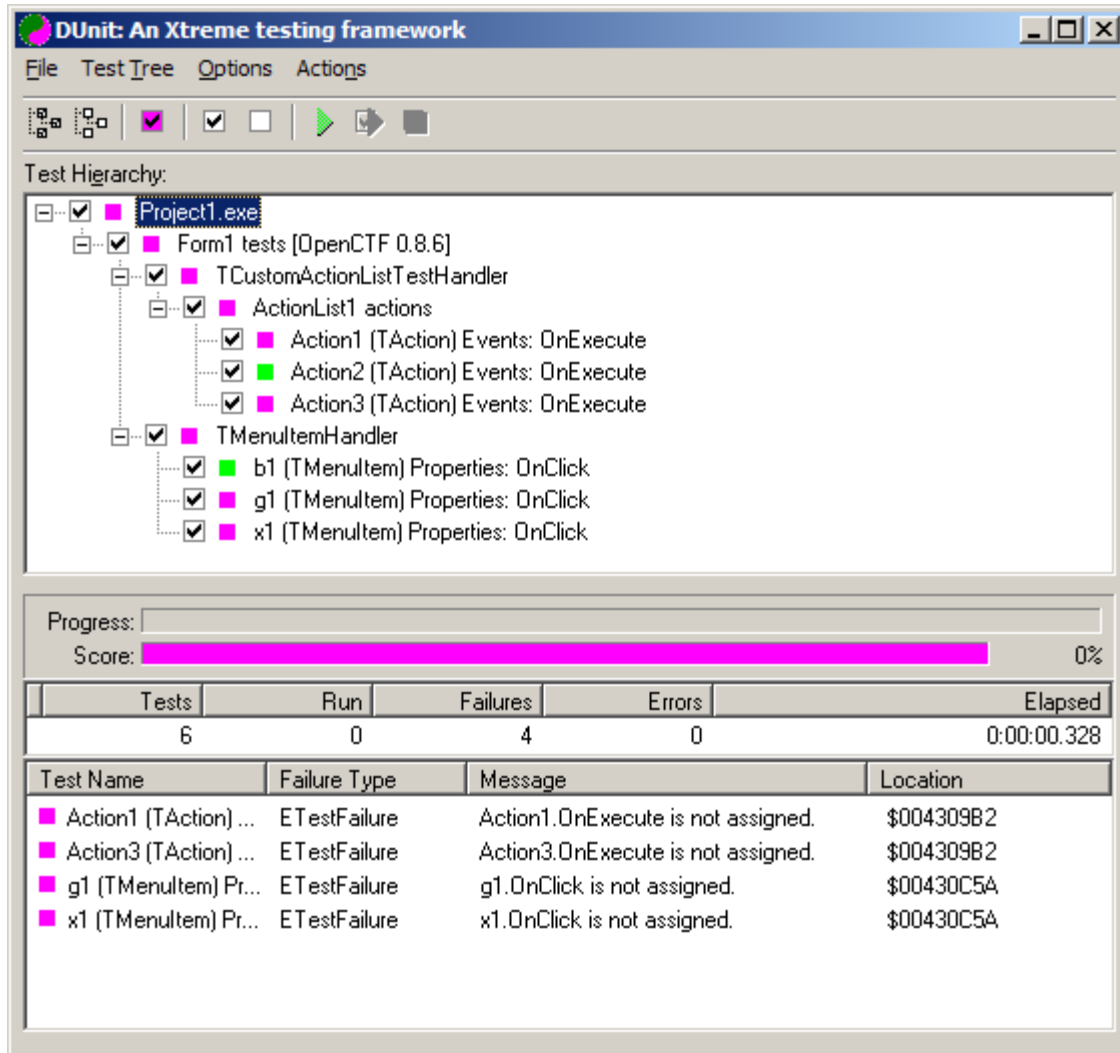 DUnit: An Xtreme testing framework
File Test Tree Options Actions
Test Hierarchy:
Project1.exe
Form1 tests [OpenCTF 0.8.6]
TCustomActionListTestHandler
ActionList1 actions
Action1 (TAction) Events: OnExecute
Action2 (TAction) Events: OnExecute
Action3 (TAction) Events: OnExecute
TMenuItemHandler
b1 (TMenuItem) Properties: OnClick
g1 (TMenuItem) Properties: OnClick
x1 (TMenuItem) Properties: OnClick
Progress:
Score: 0%
Tests Run Failures Errors Elapsed
6 0 4 0 0:00:00.328
Test Name Failure Type Message Location
Action1 (TAction) ... ETestFailure Action1.OnExecute is not assigned. $004309B2
Action3 (TAction) ... ETestFailure Action3.OnExecute is not assigned. $004309B2
g1 (TMenuItem) Pr... ETestFailure g1.OnClick is not assigned. $00430C5A
x1 (TMenuItem) Pr... ETestFailure x1.OnClick is not assigned. $00430C5A